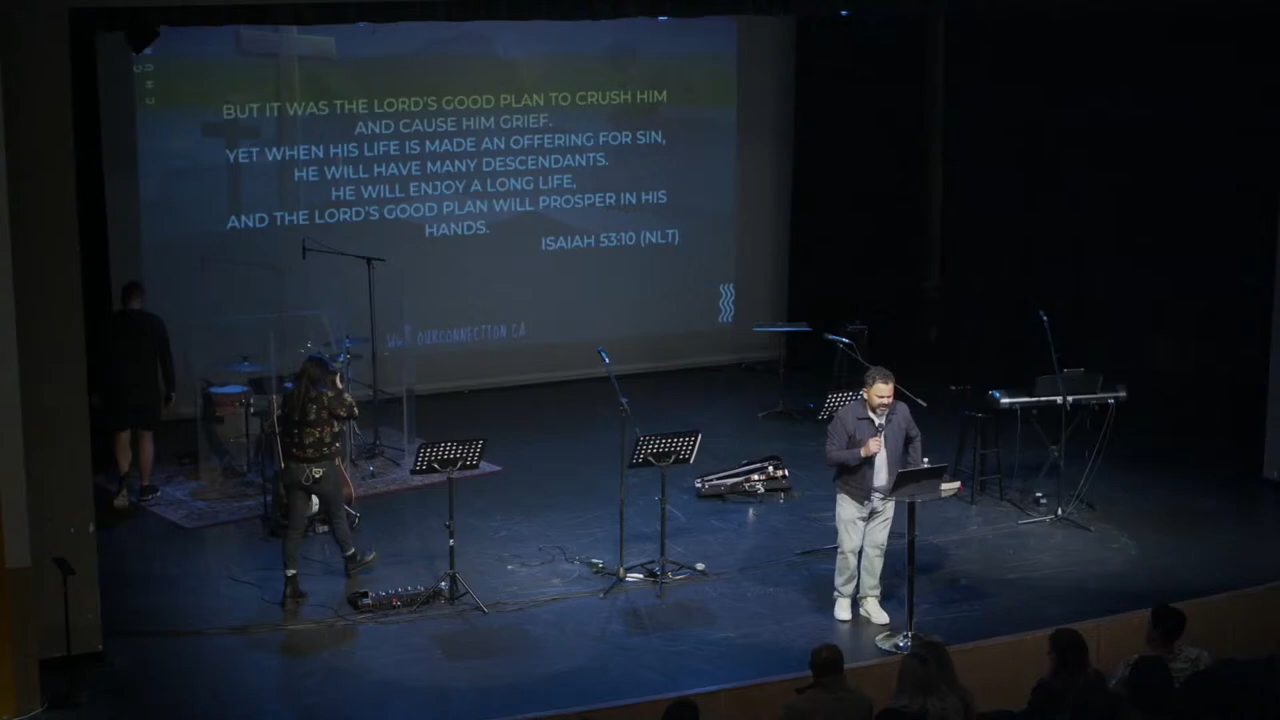 CHU
BUT IT WAS THE LORD'S GOOD PLAN TO CRUSH HIM
AND CAUSE HIM GRIEF.
YET WHEN HIS LIFE IS MADE AN OFFERING FOR SIN,
HE WILL HAVE MANY DESCENDANTS.
HE WILL ENJOY A LONG LIFE,
AND THE LORD'S GOOD PLAN WILL PROSPER IN HIS
HANDS.
ISAIAH 53:10 (NLT)
WWW.OURCONNECTION.CA